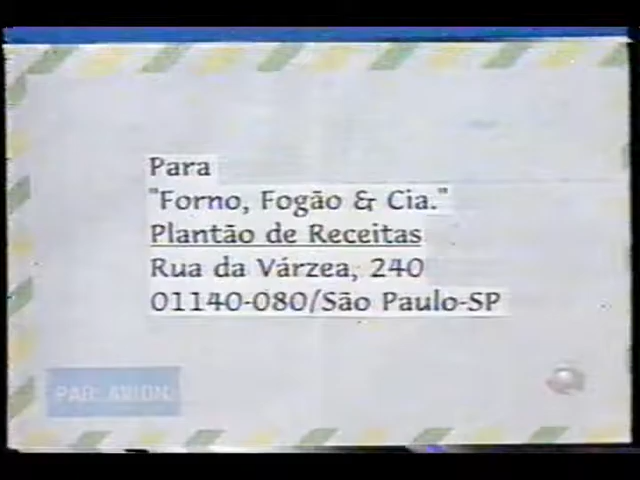 Para
"Forno, Fogão & Cia."
Plantão de Receitas
Rua da Várzea, 240
01140-080/São Paulo-SP
PAR AVION